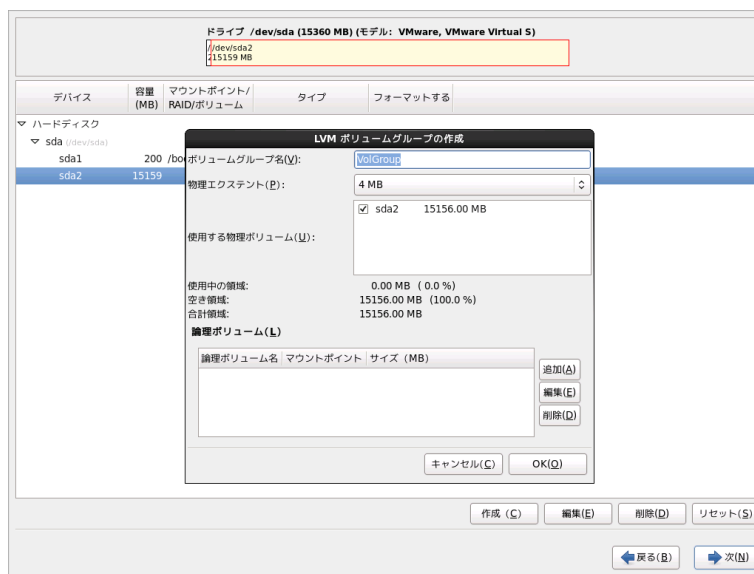 ドライブ /dev/sda (15360 MB) (モデル: VMware, VMware Virtual S)
/dev/sda2
15159 MB
デバイス
容量
(MB)
マウントポイント/
RAID/ボリューム
タイプ
フォーマットする
ハードディスク
sda (/dev/sda)
sda1 200 /boo
sda2 15159
LVM ボリュームグループの作成
ボリュームグループ名(V): VolGroup
物理エクステント(P): 4 MB
使用する物理ボリューム(U): sda2 15156.00 MB
使用中の領域: 0.00 MB ( 0.0 %)
空き領域: 15156.00 MB (100.0 %)
合計領域: 15156.00 MB
論理ボリューム(L)
論理ボリューム名 マウントポイント サイズ (MB)
追加(A)
編集(E)
削除(D)
キャンセル(C) OK(O)
作成 (C) 編集(E) 削除(D) リセット(S)
戻る(B) 次(N)